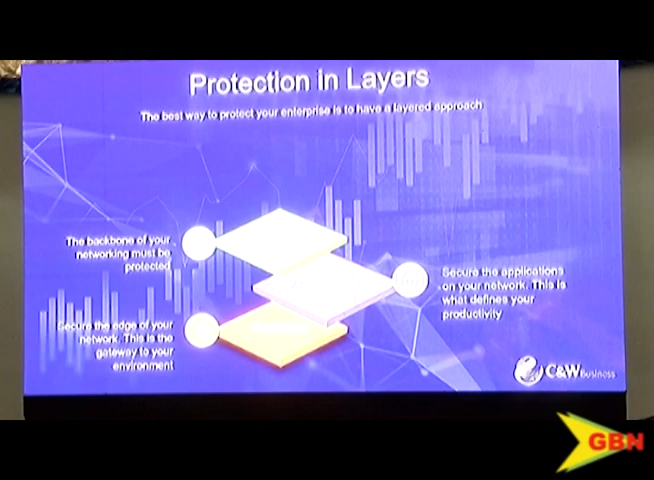 Protection in Layers
The best way to protect your enterprise is to have a layered approach
The backbone of your
networking must be
protected
Secure the applications
on your network. This is
what defines your
productivity
Secure the edge of your
network. This is the
gateway to your
environment
C&W Business
GBN